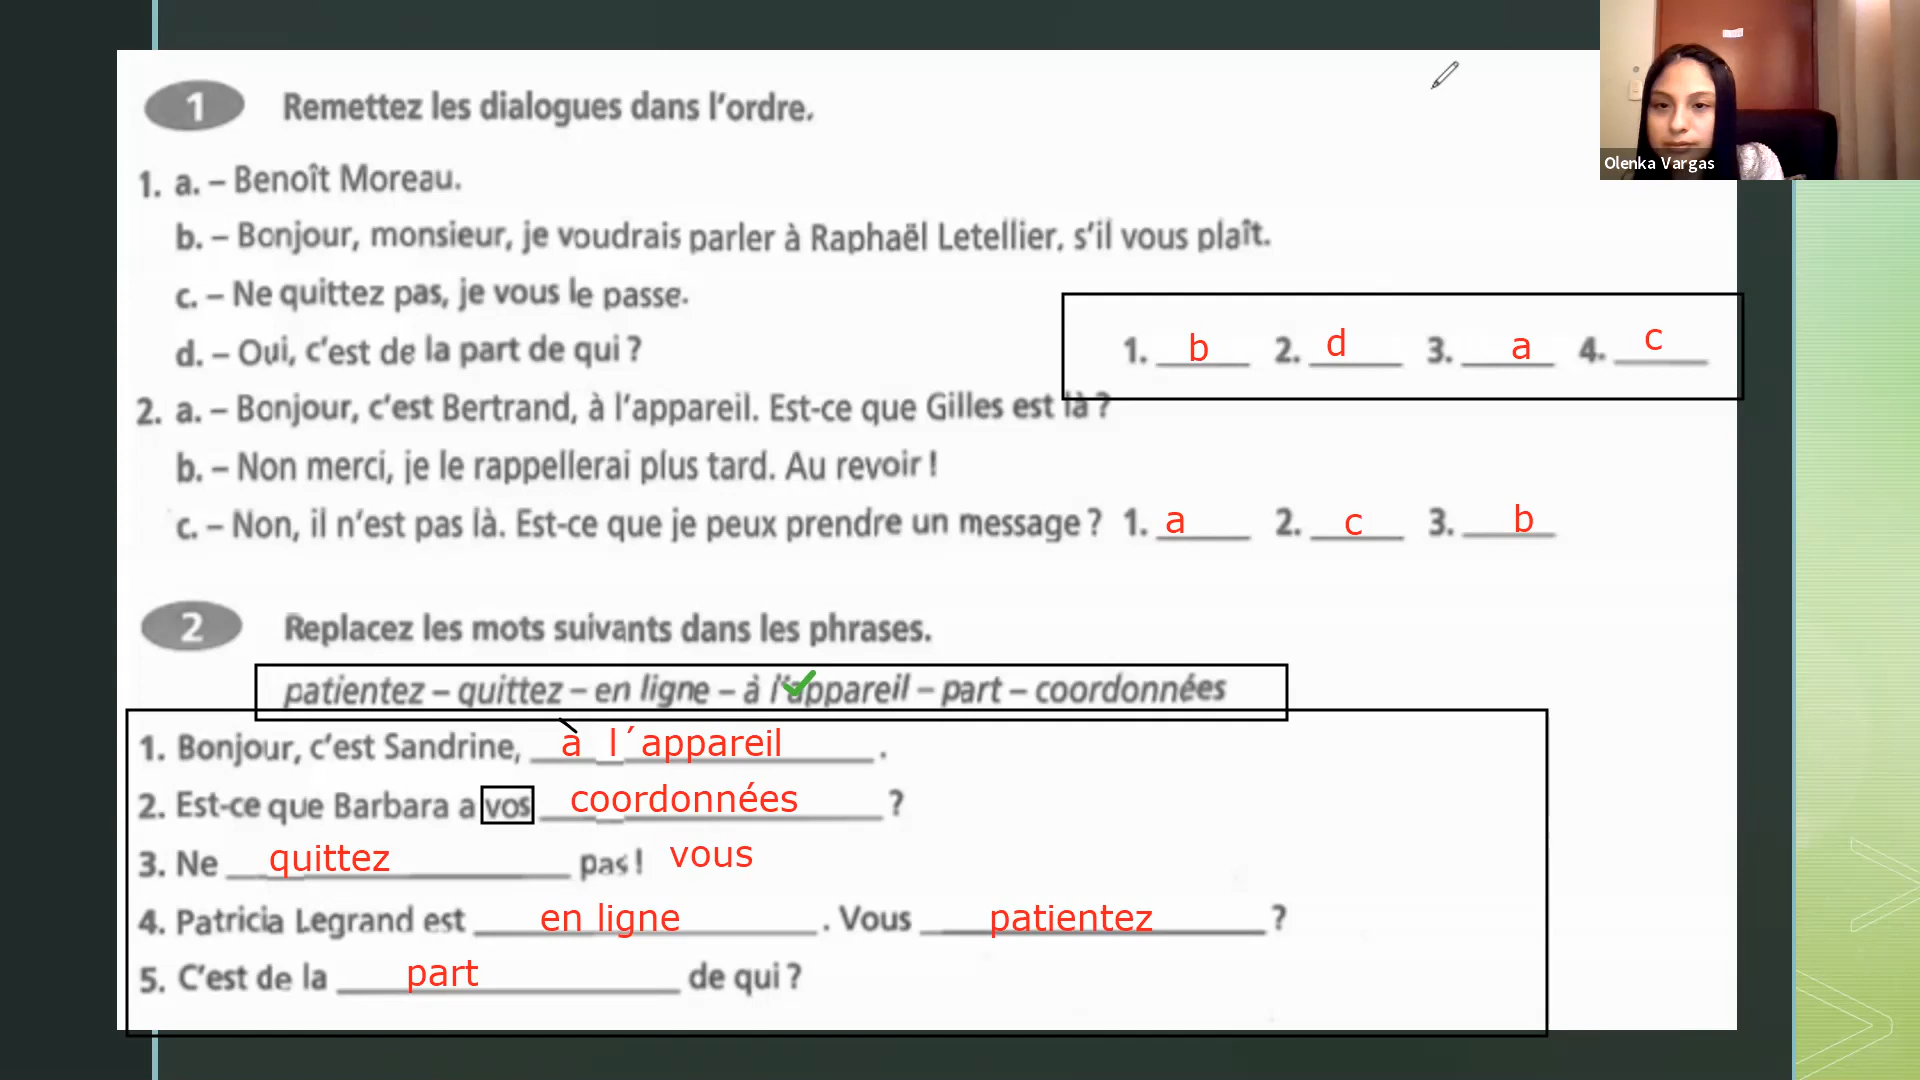 1 Remettez les dialogues dans l'ordre.
Olenka Vargas
1. a. – Benoît Moreau.
b. – Bonjour, monsieur, je voudrais parler à Raphaël Letellier, s'il vous plaît.
c. – Ne quittez pas, je vous le passe.
d. – Oui, c'est de la part de qui ? 1. b 2. d 3. a 4. c
2. a. – Bonjour, c'est Bertrand, à l'appareil. Est-ce que Gilles est là ?
b. – Non merci, je le rappellerai plus tard. Au revoir !
c. – Non, il n'est pas là. Est-ce que je peux prendre un message ? 1. a 2. c 3. b
2 Replacez les mots suivants dans les phrases.
patientez – quittez – en ligne – à l'appareil – part – coordonnées
1. Bonjour, c'est Sandrine, à l´appareil .
2. Est-ce que Barbara a vos coordonnées ?
3. Ne quittez pas ! vous
4. Patricia Legrand est en ligne . Vous patientez ?
5. C'est de la part de qui ?